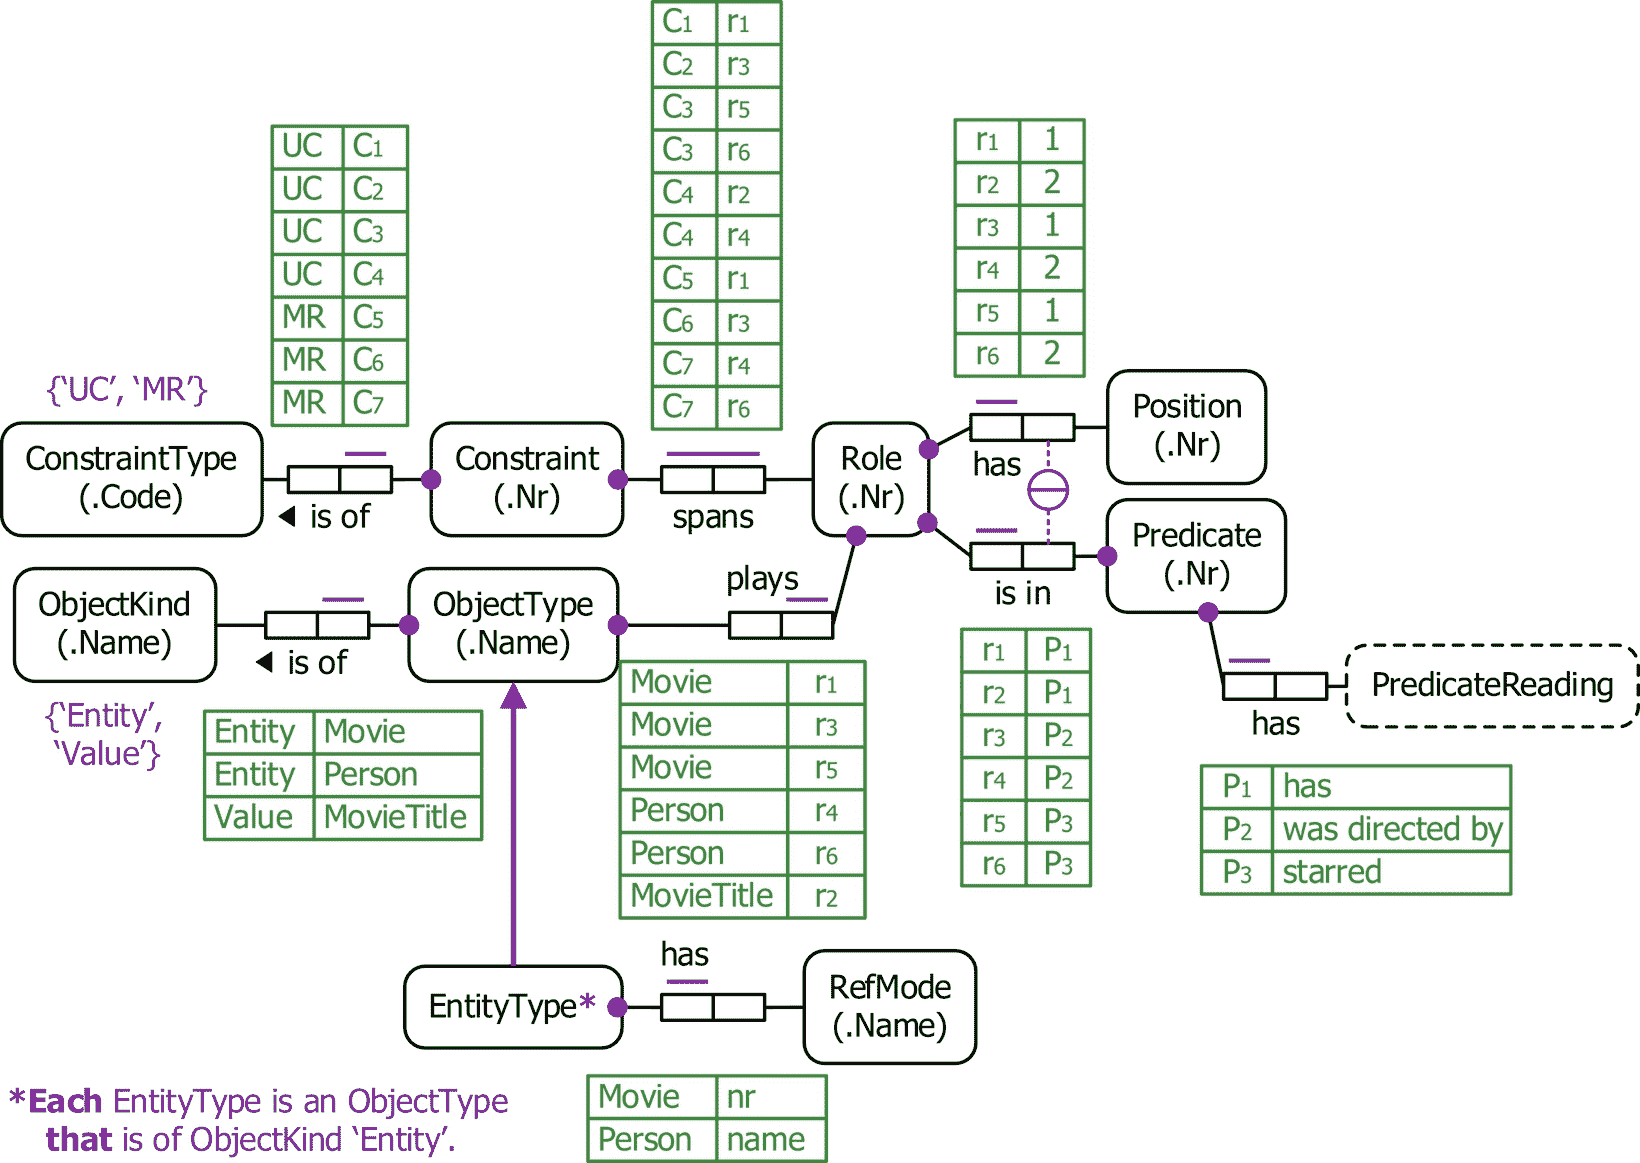 C1 r1
C2 r3
C3 r5
C3 r6
C4 r2
C4 r4
C5 r1
C6 r3
C7 r4
C7 r6
UC C1
UC C2
UC C3
UC C4
MR C5
MR C6
MR C7
r1 1
r2 2
r3 1
r4 2
r5 1
r6 2
{‘UC’, ‘MR’}
ConstraintType
(.Code)
◄ is of
Constraint
(.Nr)
spans
Role
(.Nr)
has
Position
(.Nr)
is in
Predicate
(.Nr)
ObjectKind
(.Name)
{‘Entity’,
‘Value’}
◄ is of
ObjectType
(.Name)
plays
has
PredicateReading
Entity Movie
Entity Person
Value MovieTitle
Movie r1
Movie r3
Movie r5
Person r4
Person r6
MovieTitle r2
r1 P1
r2 P1
r3 P2
r4 P2
r5 P3
r6 P3
P1 has
P2 was directed by
P3 starred
EntityType*
has
RefMode
(.Name)
Movie nr
Person name
*Each EntityType is an ObjectType
that is of ObjectKind ‘Entity’.